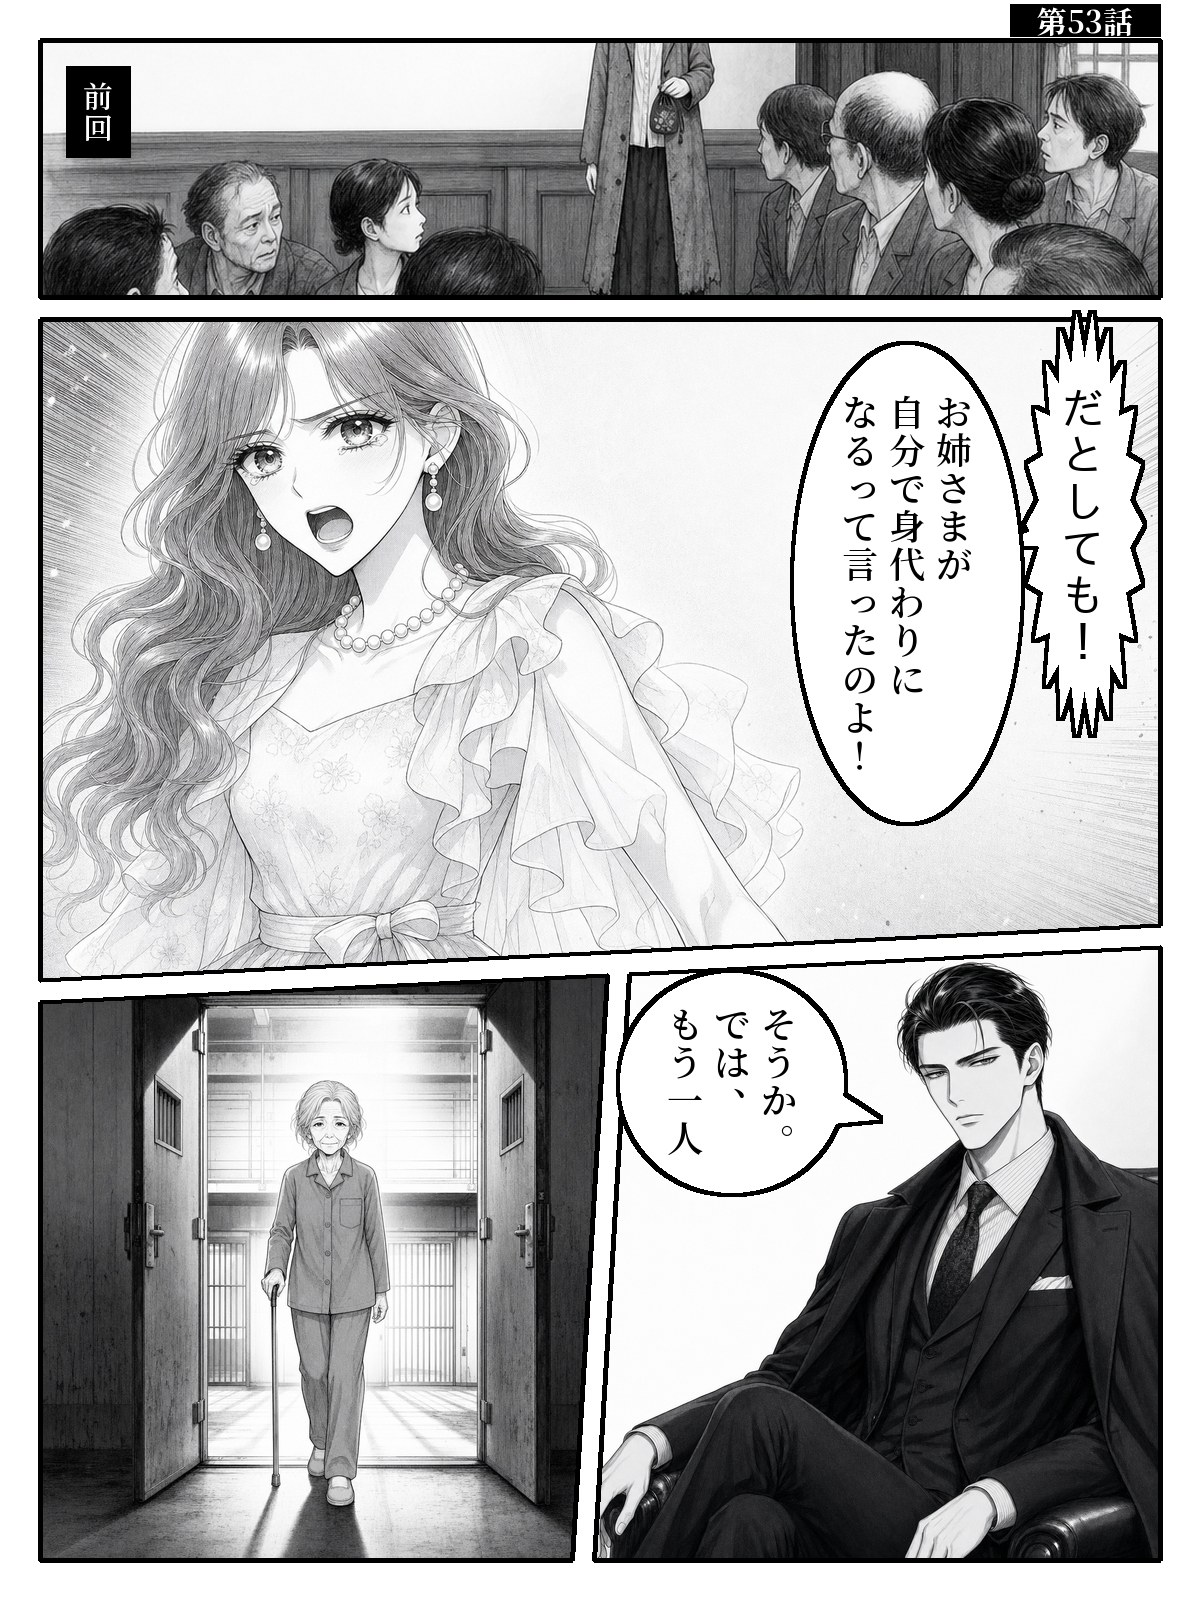 第53話
前回
だとしても！
お姉さまが
自分で身代わりに
なるって言ったのよ！
そうか。
では、
もう一人